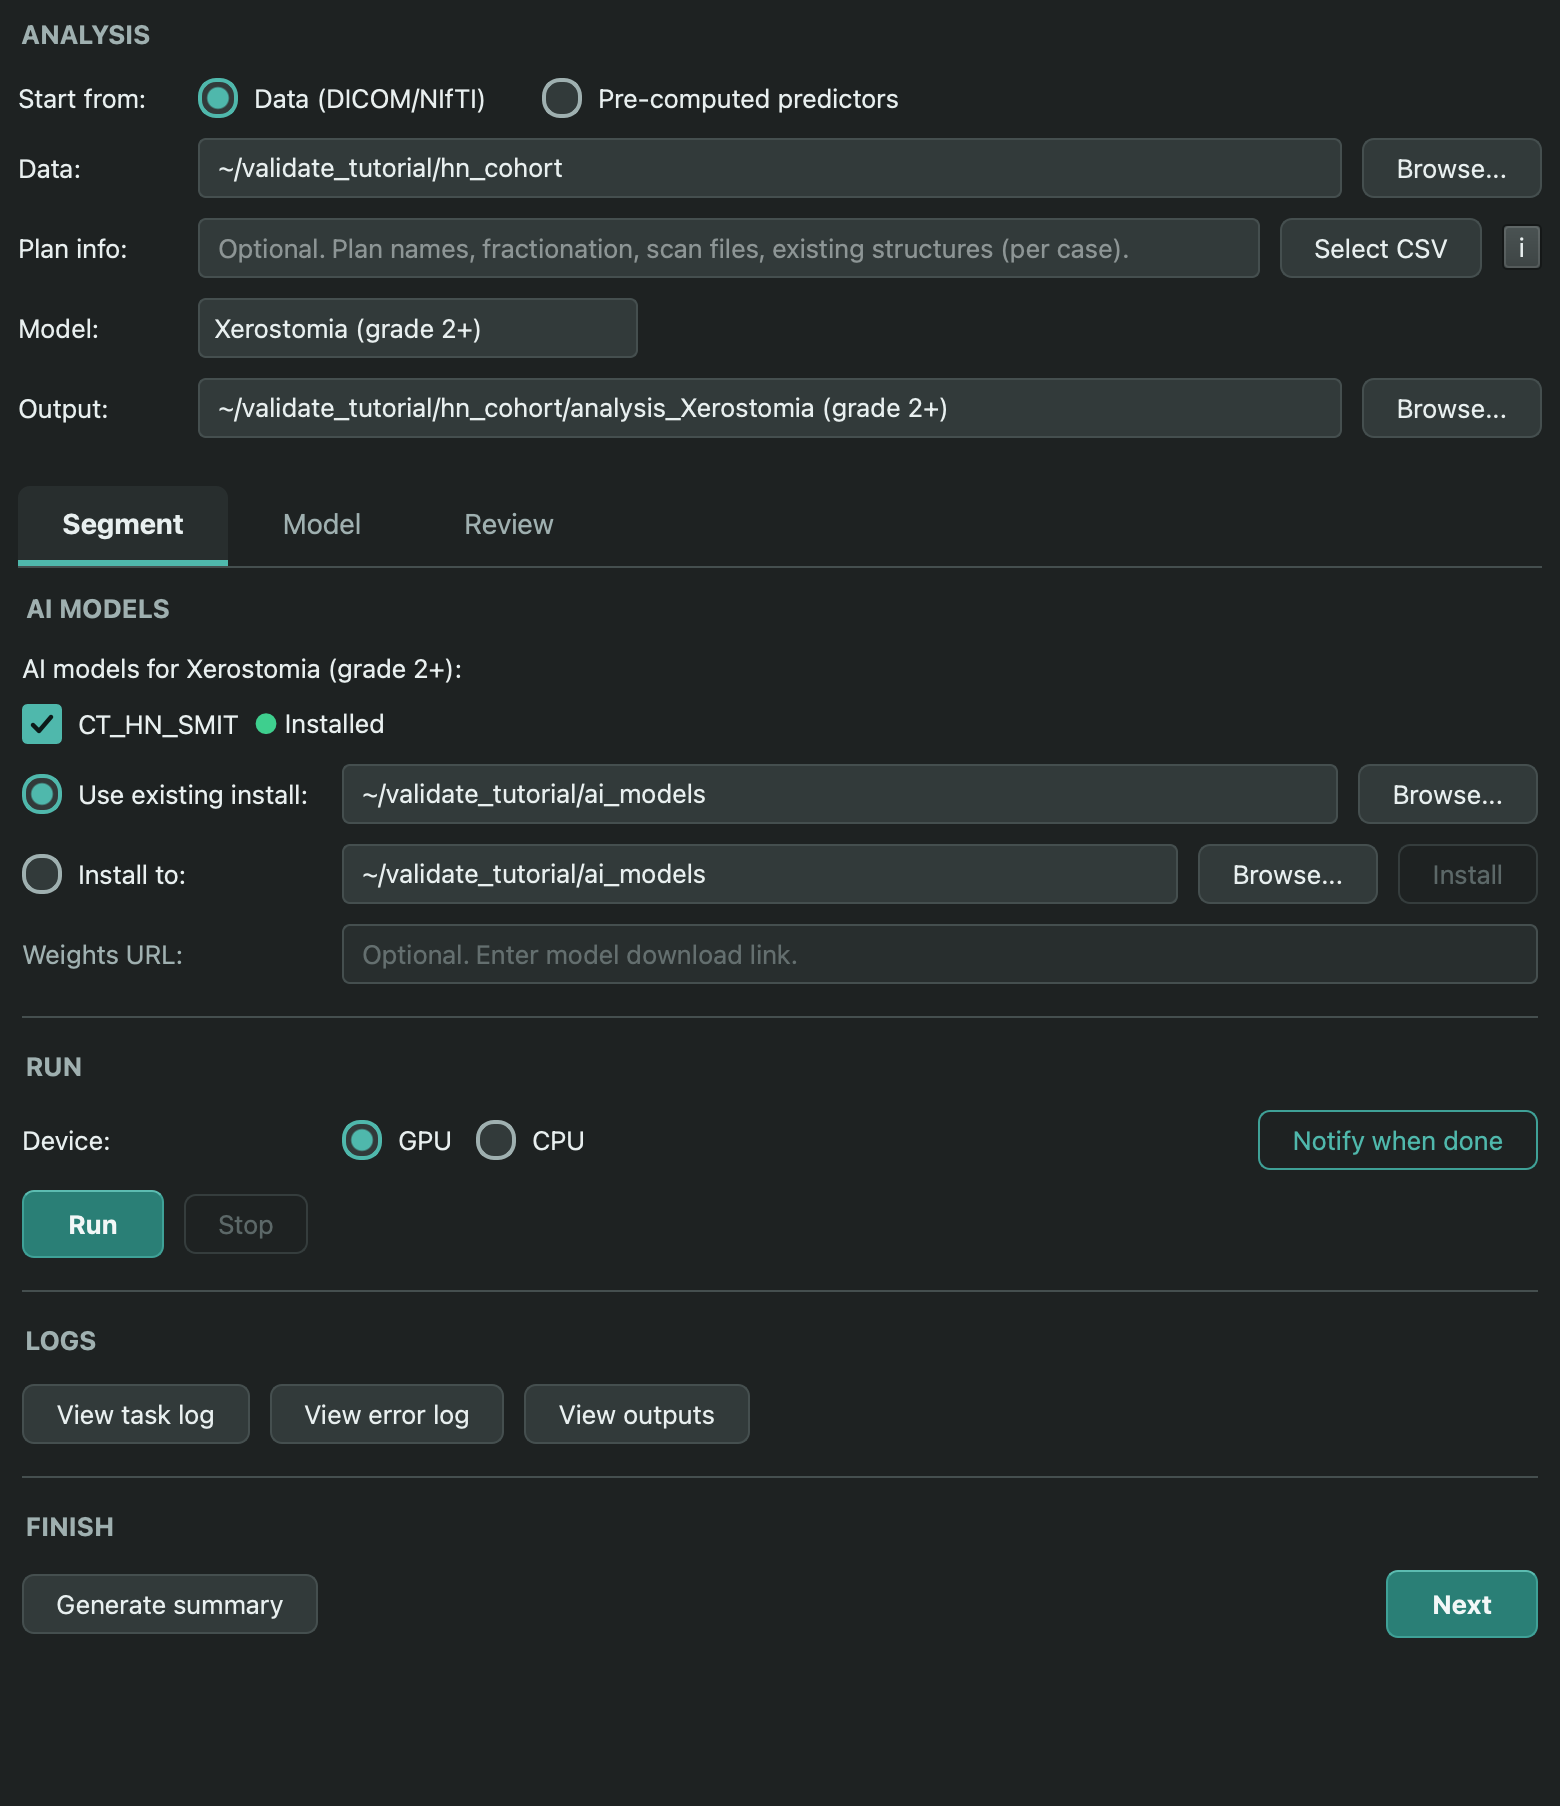 ANALYSIS
Start from: Data (DICOM/NIfTI) Pre-computed predictors
Data: ~/validate_tutorial/hn_cohort Browse...
Plan info: Optional. Plan names, fractionation, scan files, existing structures (per case). Select CSV i
Model: Xerostomia (grade 2+)
Output: ~/validate_tutorial/hn_cohort/analysis_Xerostomia (grade 2+) Browse...
Segment Model Review
AI MODELS
AI models for Xerostomia (grade 2+):
CT_HN_SMIT Installed
Use existing install: ~/validate_tutorial/ai_models Browse...
Install to: ~/validate_tutorial/ai_models Browse... Install
Weights URL: Optional. Enter model download link.
RUN
Device: GPU CPU Notify when done
Run Stop
LOGS
View task log View error log View outputs
FINISH
Generate summary Next